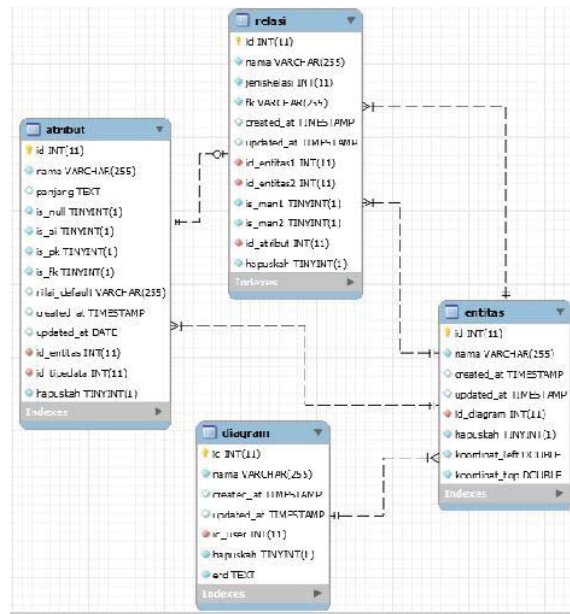 relasi
id INT(11)
nama VARCHAR(255)
jenisRelasi INT(11)
fk VARCHAR(255)
created_at TIMESTAMP
updated_at TIMESTAMP
id_entitas1 INT(11)
id_entitas2 INT(11)
is_man1 TINYINT(1)
is_man2 TINYINT(1)
id_atribut INT(11)
hapuskah TINYINT(1)
Indexes
atribut
id INT(11)
nama VARCHAR(255)
panjang TEXT
is_null TINYINT(1)
is_ai TINYINT(1)
is_pk TINYINT(1)
is_fk TINYINT(1)
nilai_default VARCHAR(255)
created_at TIMESTAMP
updated_at DATE
id_entitas INT(11)
id_tipedata INT(11)
hapuskah TINYINT(1)
Indexes
entitas
id INT(11)
nama VARCHAR(255)
created_at TIMESTAMP
updated_at TIMESTAMP
id_diagram INT(11)
hapuskah TINYINT(1)
koordinat_left DOUBLE
koordinat_top DOUBLE
Indexes
diagram
id INT(11)
nama VARCHAR(255)
created_at TIMESTAMP
updated_at TIMESTAMP
id_user INT(11)
hapuskah TINYINT(1)
erd TEXT
Indexes